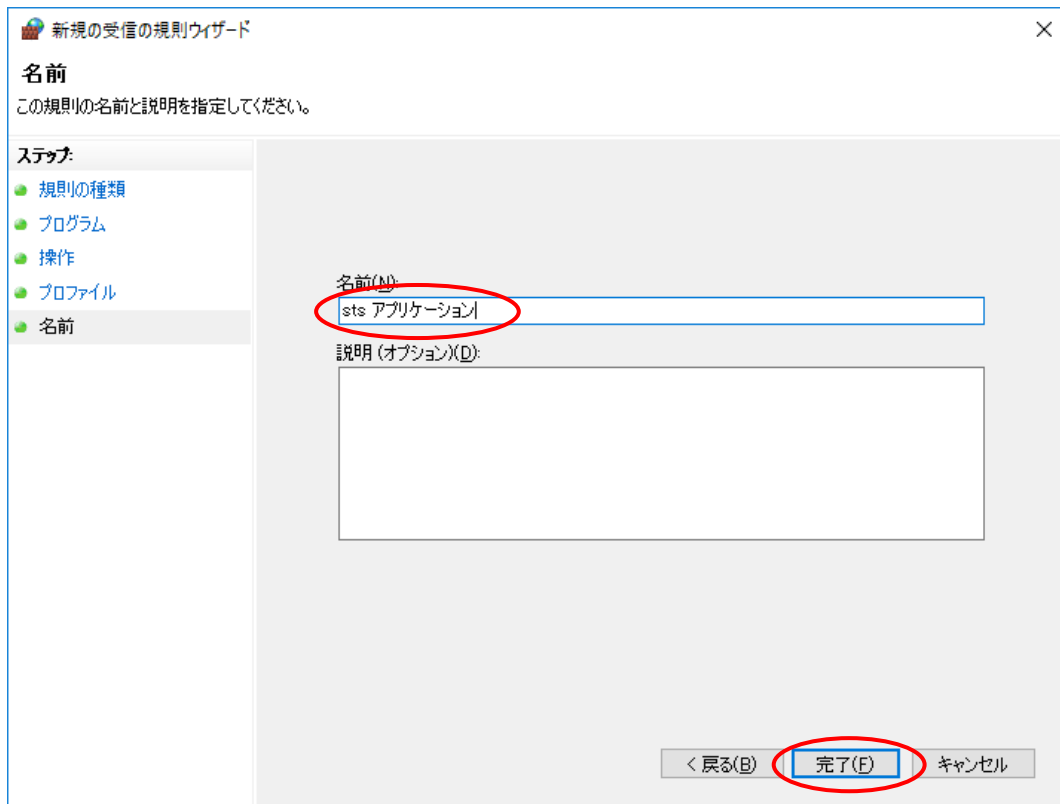 新規の受信の規則ウィザード
名前
この規則の名前と説明を指定してください。
ステップ:
規則の種類
プログラム
操作
プロファイル
名前
名前(N):
sts アプリケーション
説明 (オプション)(D):
< 戻る(B)
完了(F)
キャンセル